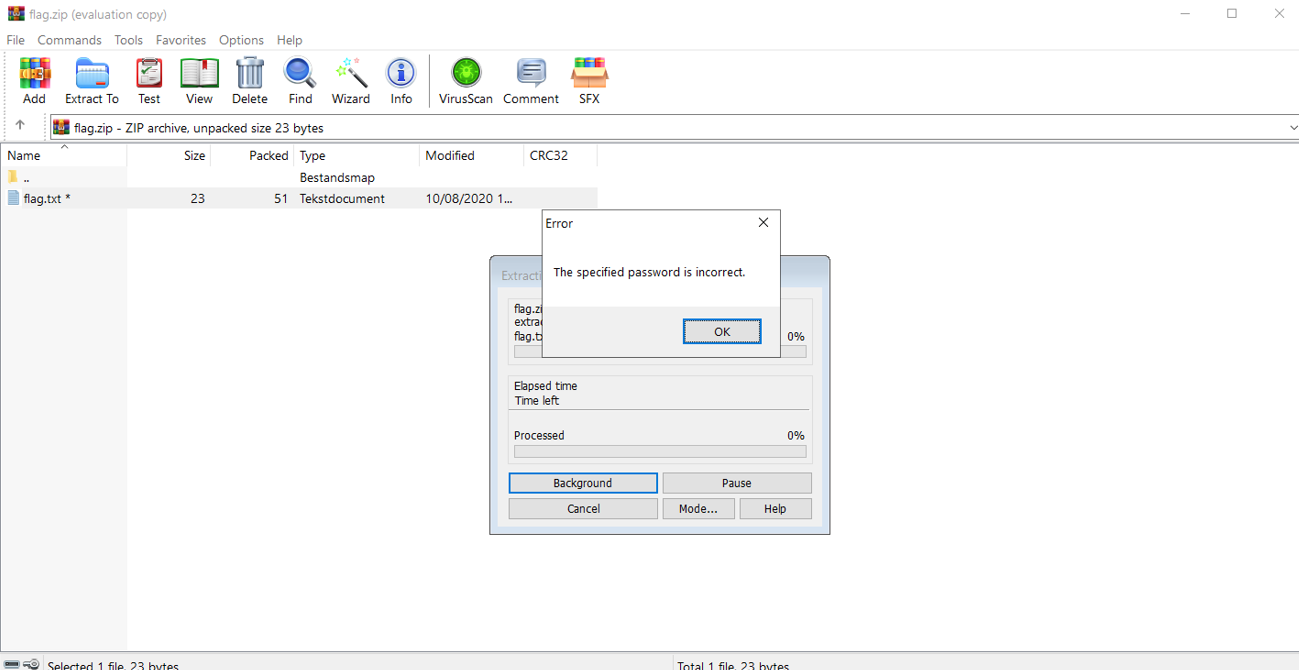 flag.zip (evaluation copy)
File Commands Tools Favorites Options Help
Add Extract To Test View Delete Find Wizard Info VirusScan Comment SFX
flag.zip - ZIP archive, unpacked size 23 bytes
Name Size Packed Type Modified CRC32
.. Bestandsmap
flag.txt * 23 51 Tekstdocument 10/08/2020 1...
Error
The specified password is incorrect.
OK
Extracti
flag.zi
extrac
flag.tx 0%
Elapsed time
Time left
Processed 0%
Background Pause
Cancel Mode... Help
Selected 1 file, 23 bytes Total 1 file, 23 bytes